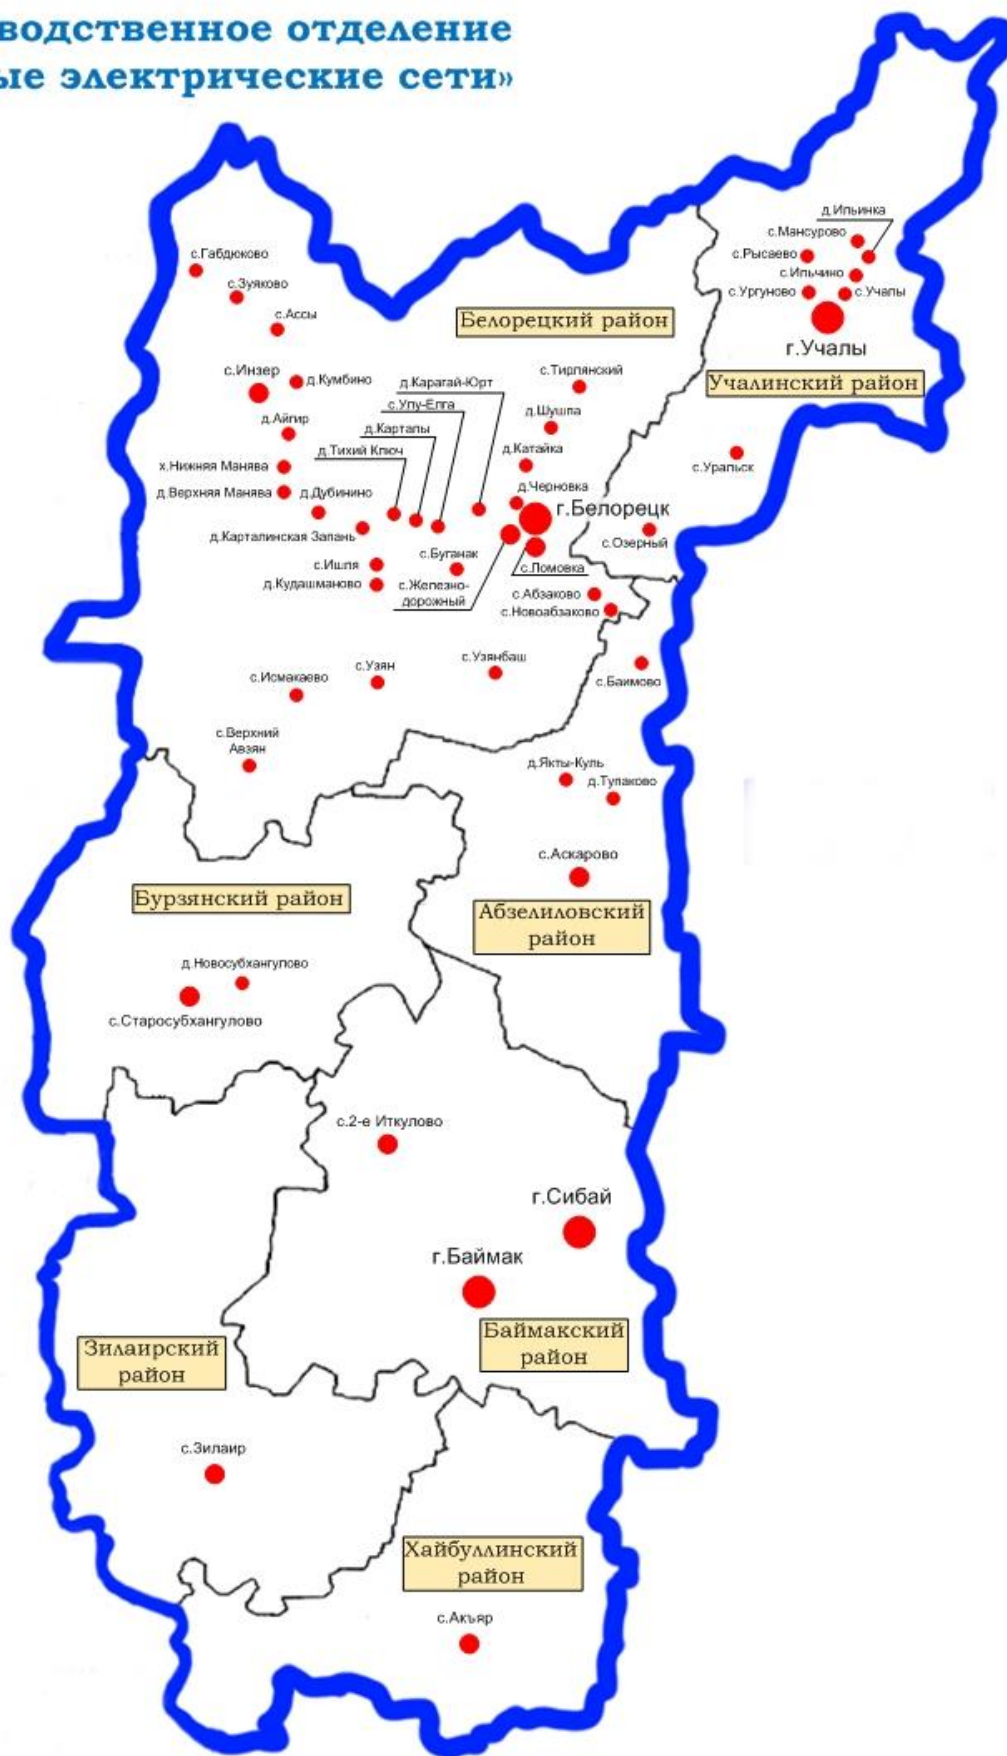 водственное отделение
ые электрические сети»
д.Ильинка
с.Мансурово
с.Рысаево
с.Ильчино
с.Ургуново
с.Учалы
г.Учалы
Учалинский район
с.Габдюково
с.Зуяково
с.Ассы
Белорецкий район
с.Инзер
д.Кумбино
д.Карагай-Юрт
с.Улу-Елга
д.Карталы
д.Тихий Ключ
с.Тирлянский
д.Шушпа
д.Катайка
д.Айгир
х.Нижняя Манява
д.Верхняя Манява
д.Дубинино
д.Черновка
г.Белорецк
с.Уральск
с.Озерный
д.Карталинская Запань
с.Ишля
д.Кудашманово
с.Буганак
с.Железно-
дорожный
с.Ломовка
с.Абзаково
с.Новоабзаково
с.Баимово
с.Исмакаево
с.Узян
с.Узянбаш
с.Верхний
Авзян
д.Якты-Куль
д.Тупаково
с.Аскарово
Бурзянский район
Абзелиловский
район
д.Новосубхангулово
с.Старосубхангулово
с.2-е Иткулово
г.Сибай
г.Баймак
Баймакский
район
Зилаирский
район
с.Зилаир
Хайбуллинский
район
с.Акъяр